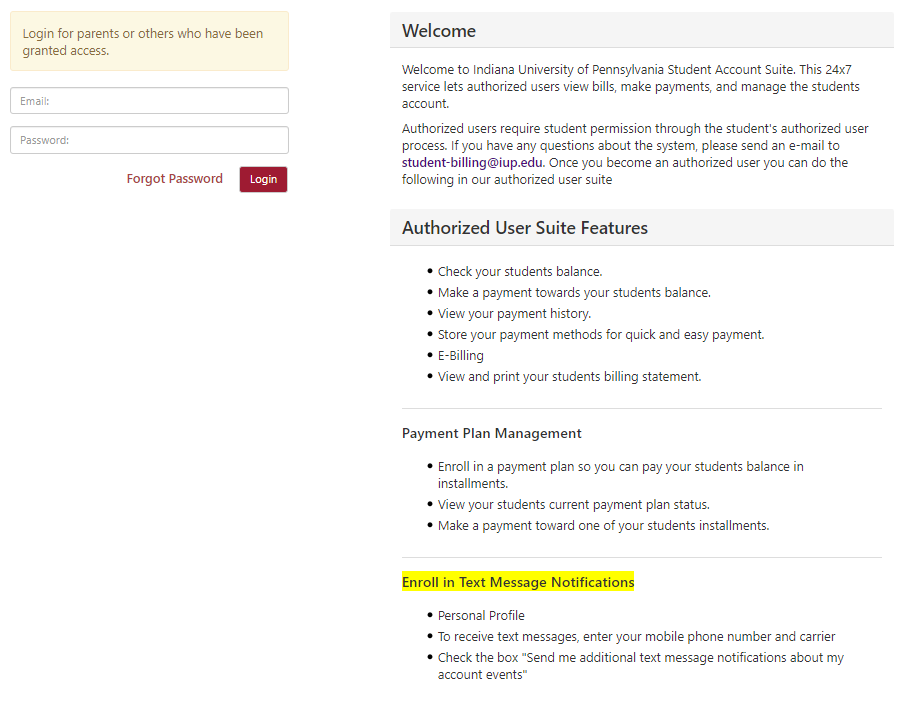 Login for parents or others who have been
granted access.
Email:
Password:
Forgot Password
Login
Welcome
Welcome to Indiana University of Pennsylvania Student Account Suite. This 24x7
service lets authorized users view bills, make payments, and manage the students
account.
Authorized users require student permission through the student's authorized user
process. If you have any questions about the system, please send an e-mail to
student-billing@iup.edu. Once you become an authorized user you can do the
following in our authorized user suite
Authorized User Suite Features
• Check your students balance.
• Make a payment towards your students balance.
• View your payment history.
• Store your payment methods for quick and easy payment.
• E-Billing
• View and print your students billing statement.
Payment Plan Management
• Enroll in a payment plan so you can pay your students balance in
installments.
• View your students current payment plan status.
• Make a payment toward one of your students installments.
Enroll in Text Message Notifications
• Personal Profile
• To receive text messages, enter your mobile phone number and carrier
• Check the box "Send me additional text message notifications about my
account events"